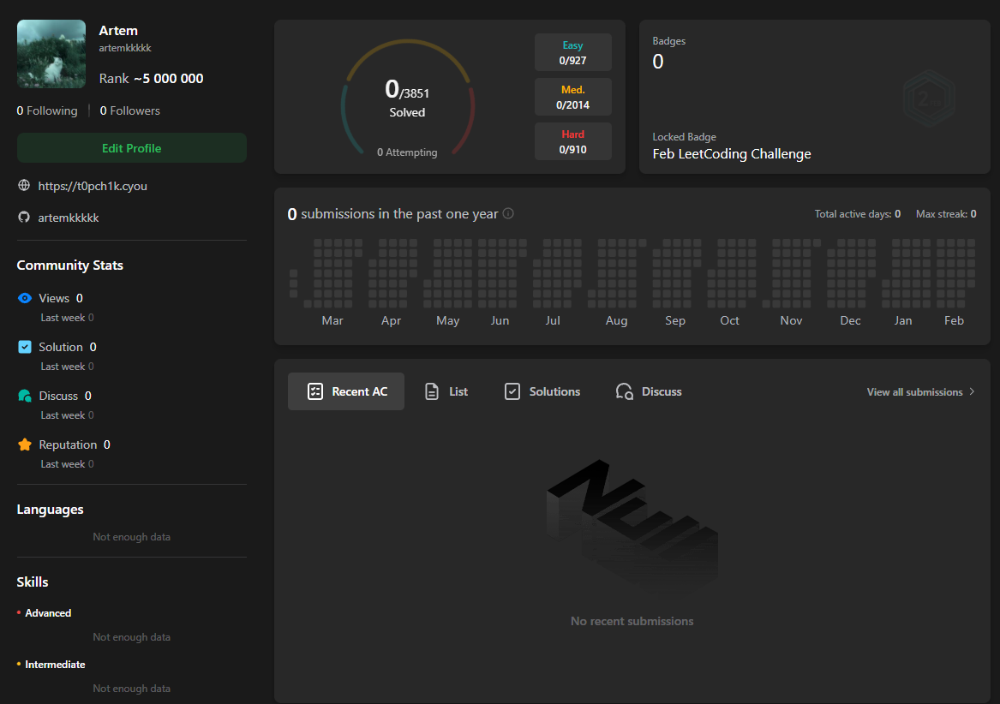 Artem
artemkkkkk
Rank ~5 000 000
0 Following
0 Followers
Edit Profile
https://t0pch1k.cyou
artemkkkkk
Community Stats
Views 0
Last week 0
Solution 0
Last week 0
Discuss 0
Last week 0
Reputation 0
Last week 0
Languages
Not enough data
Skills
Advanced
Not enough data
Intermediate
Not enough data
0/3851
Solved
0 Attempting
Easy
0/927
Med.
0/2014
Hard
0/910
Badges
0
Locked Badge
Feb LeetCoding Challenge
0 submissions in the past one year
Total active days: 0
Max streak: 0
Mar Apr May Jun Jul Aug Sep Oct Nov Dec Jan Feb
Recent AC
List
Solutions
Discuss
View all submissions
Null
No recent submissions